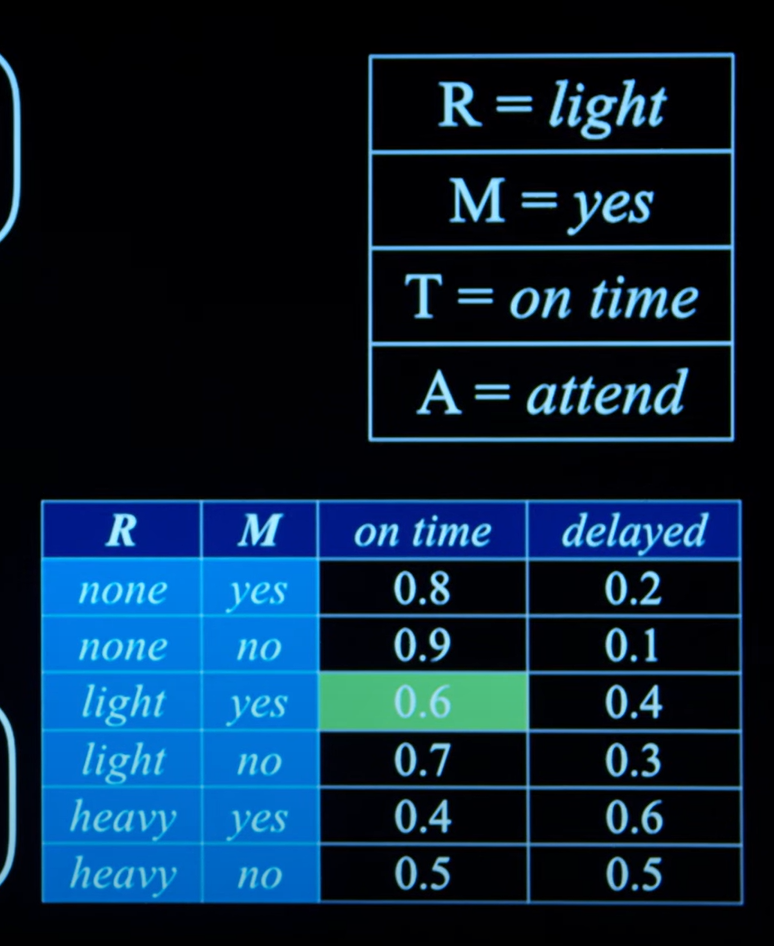 R = light
M = yes
T = on time
A = attend
R M on time delayed
none yes 0.8 0.2
none no 0.9 0.1
light yes 0.6 0.4
light no 0.7 0.3
heavy yes 0.4 0.6
heavy no 0.5 0.5